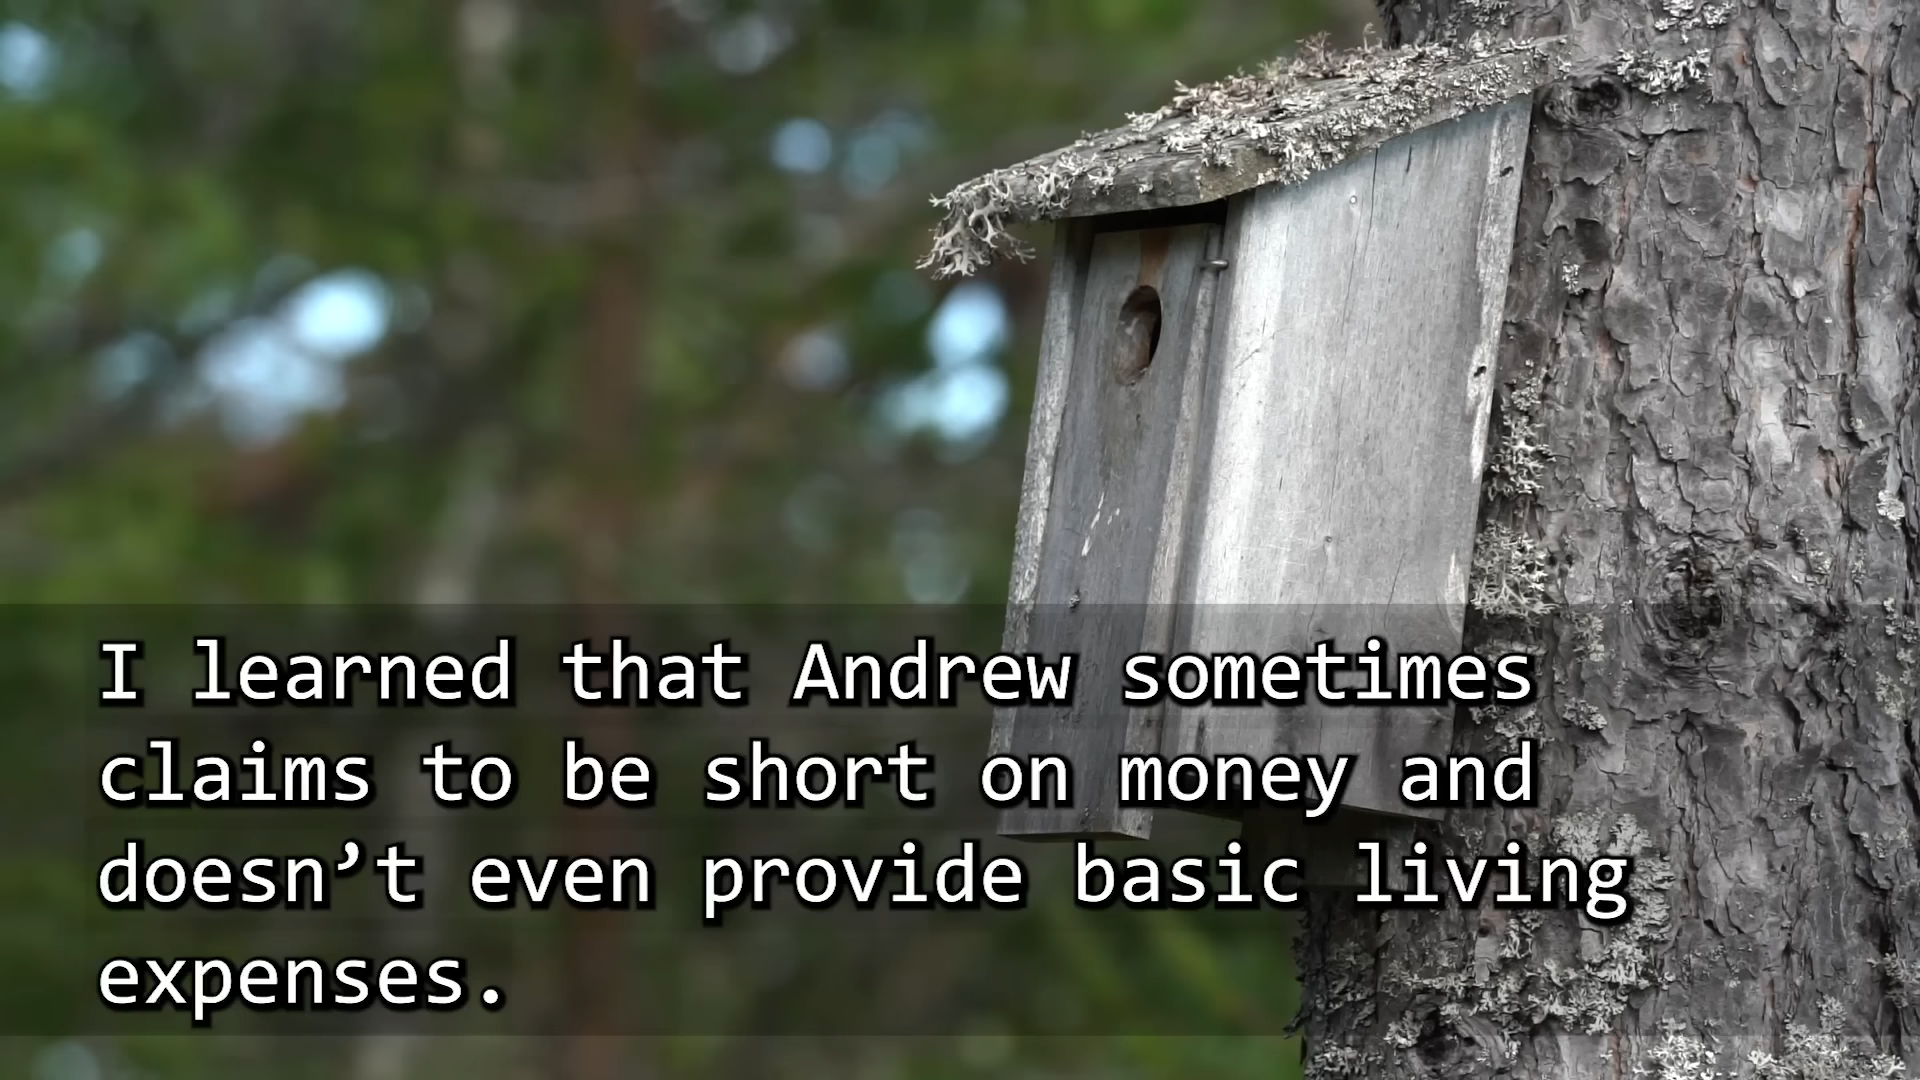 I learned that Andrew sometimes
claims to be short on money and
doesn’t even provide basic living
expenses.